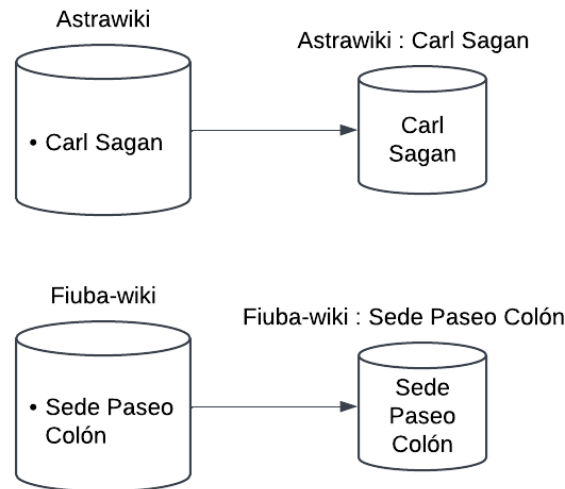 Astrawiki
Astrawiki : Carl Sagan
• Carl Sagan
Carl
Sagan
Fiuba-wiki
Fiuba-wiki : Sede Paseo Colón
• Sede Paseo
Colón
Sede
Paseo
Colón